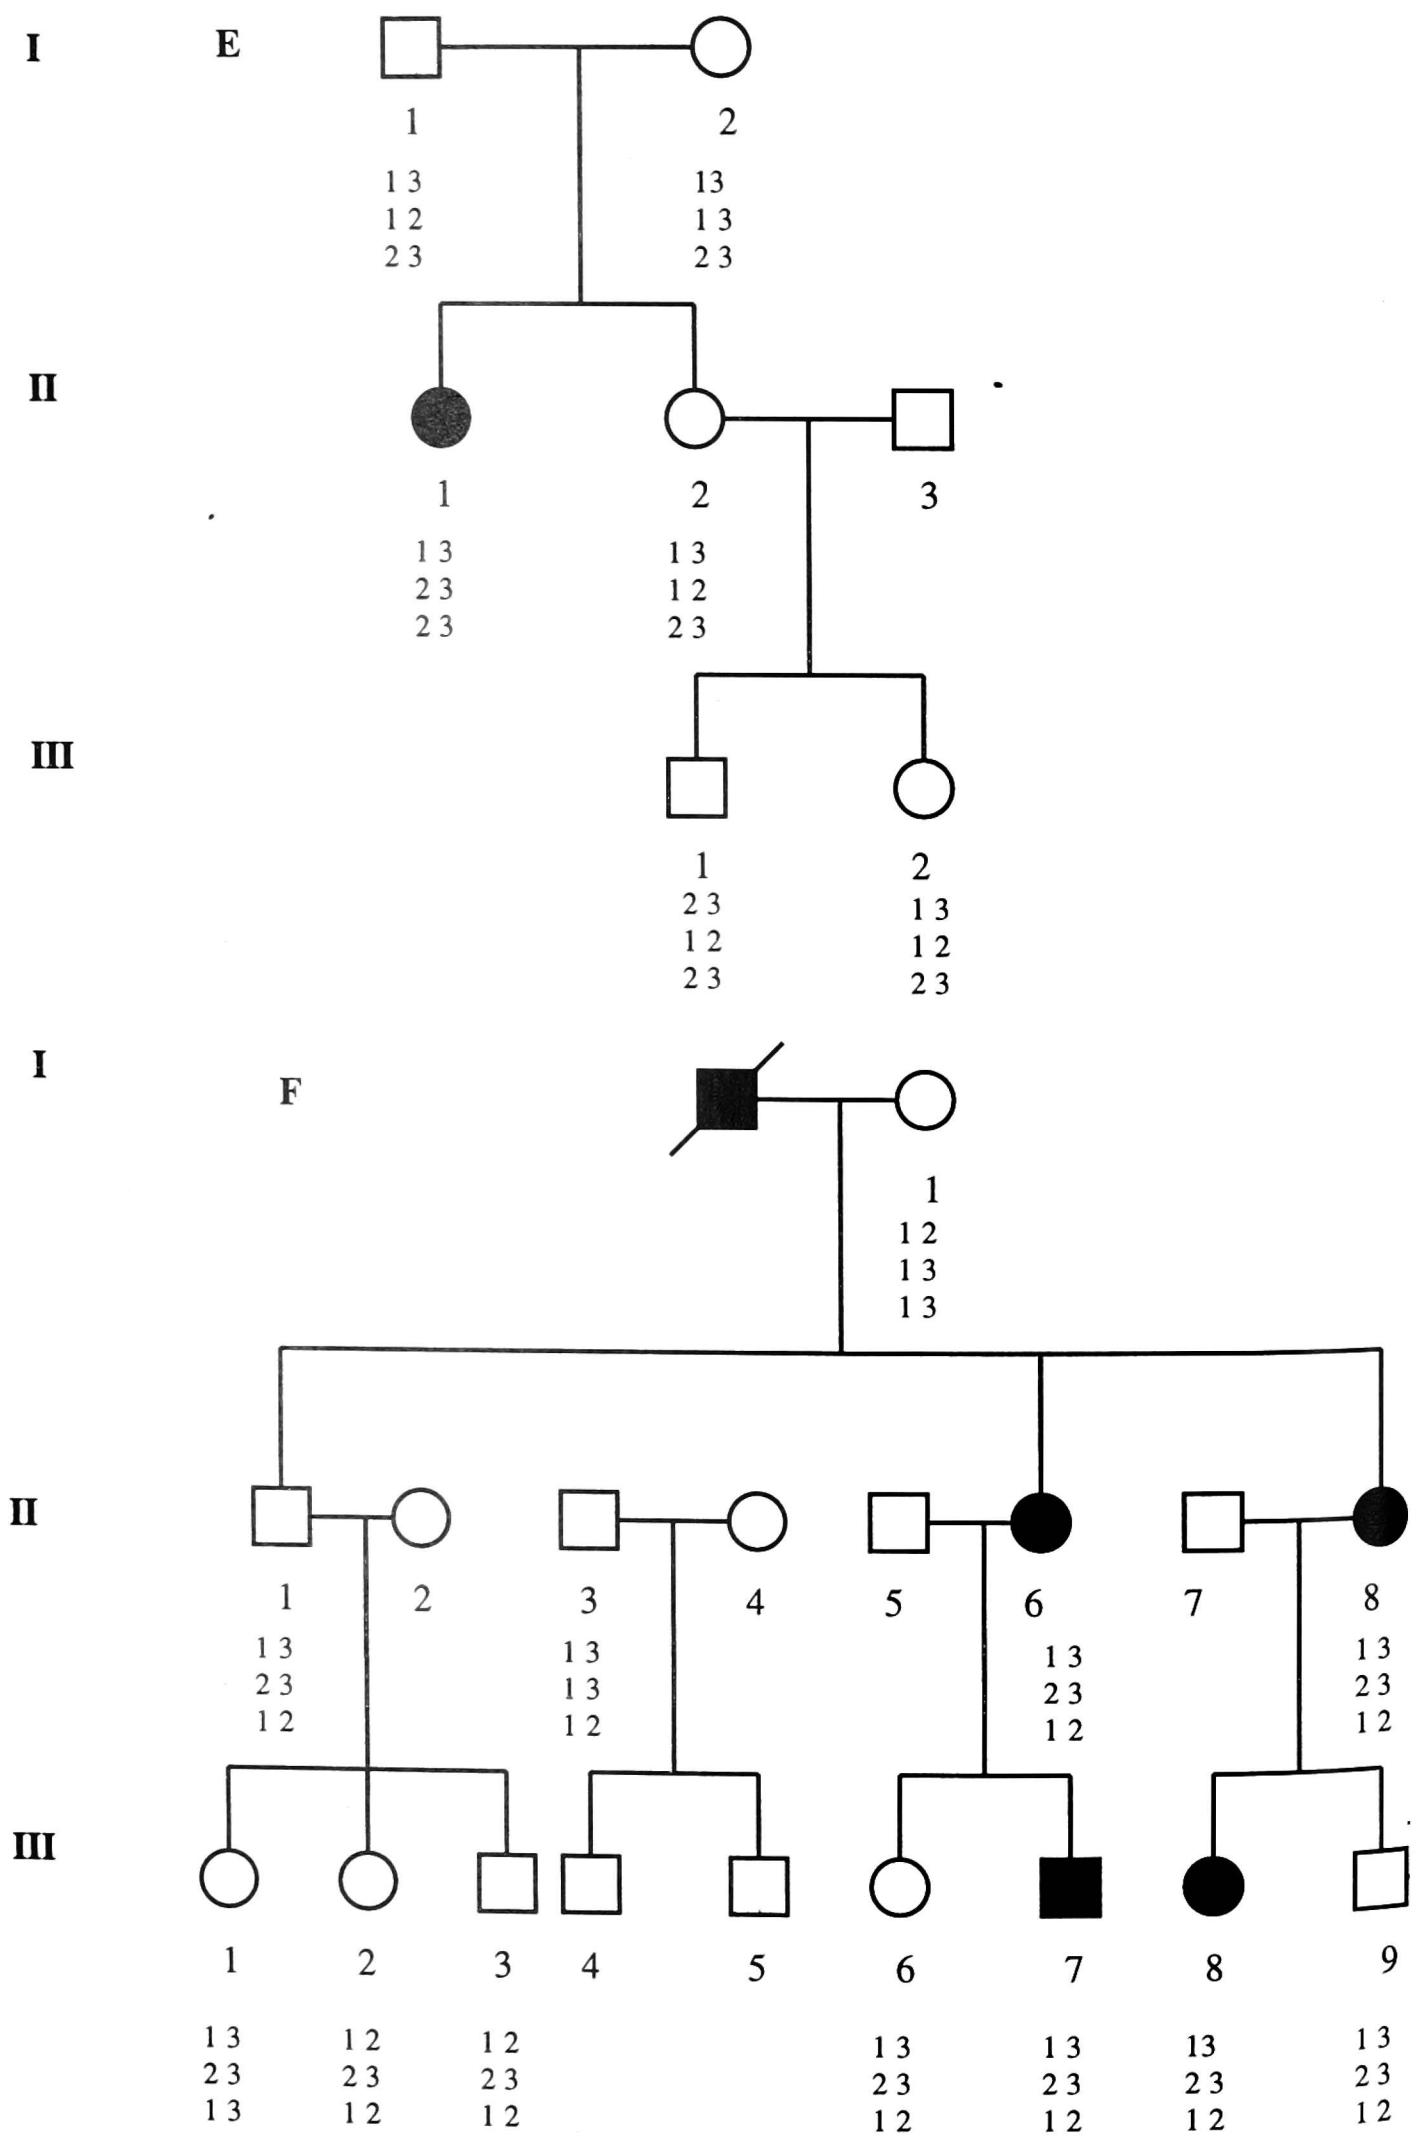 I E
1 2
1 3 13
1 2 1 3
2 3 2 3
II
1 2 3
1 3 1 3
2 3 1 2
2 3 2 3
III
1 2
2 3 1 3
1 2 1 2
2 3 2 3
I F
1
1 2
1 3
1 3
II
1 2 3 4 5 6 7 8
1 3 1 3 1 3 1 3
2 3 1 3 2 3 2 3
1 2 1 2 1 2 1 2
III
1 2 3 4 5 6 7 8 9
1 3 1 2 1 2 1 3 1 3 13 1 3
2 3 2 3 2 3 2 3 2 3 2 3 2 3
1 3 1 2 1 2 1 2 1 2 1 2 1 2